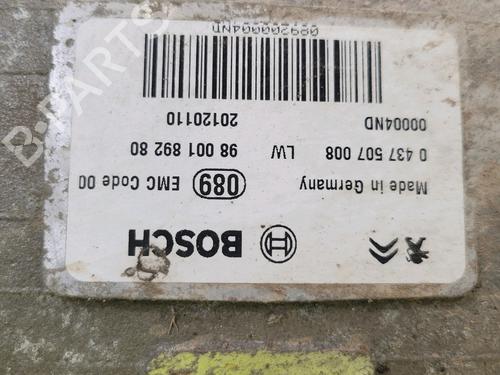 BOSCH
Made in Germany 089 EMC Code 00
0 437 507 008 LW 98 001 892 80
00004ND 20120110
089200004ND
B-PARTS